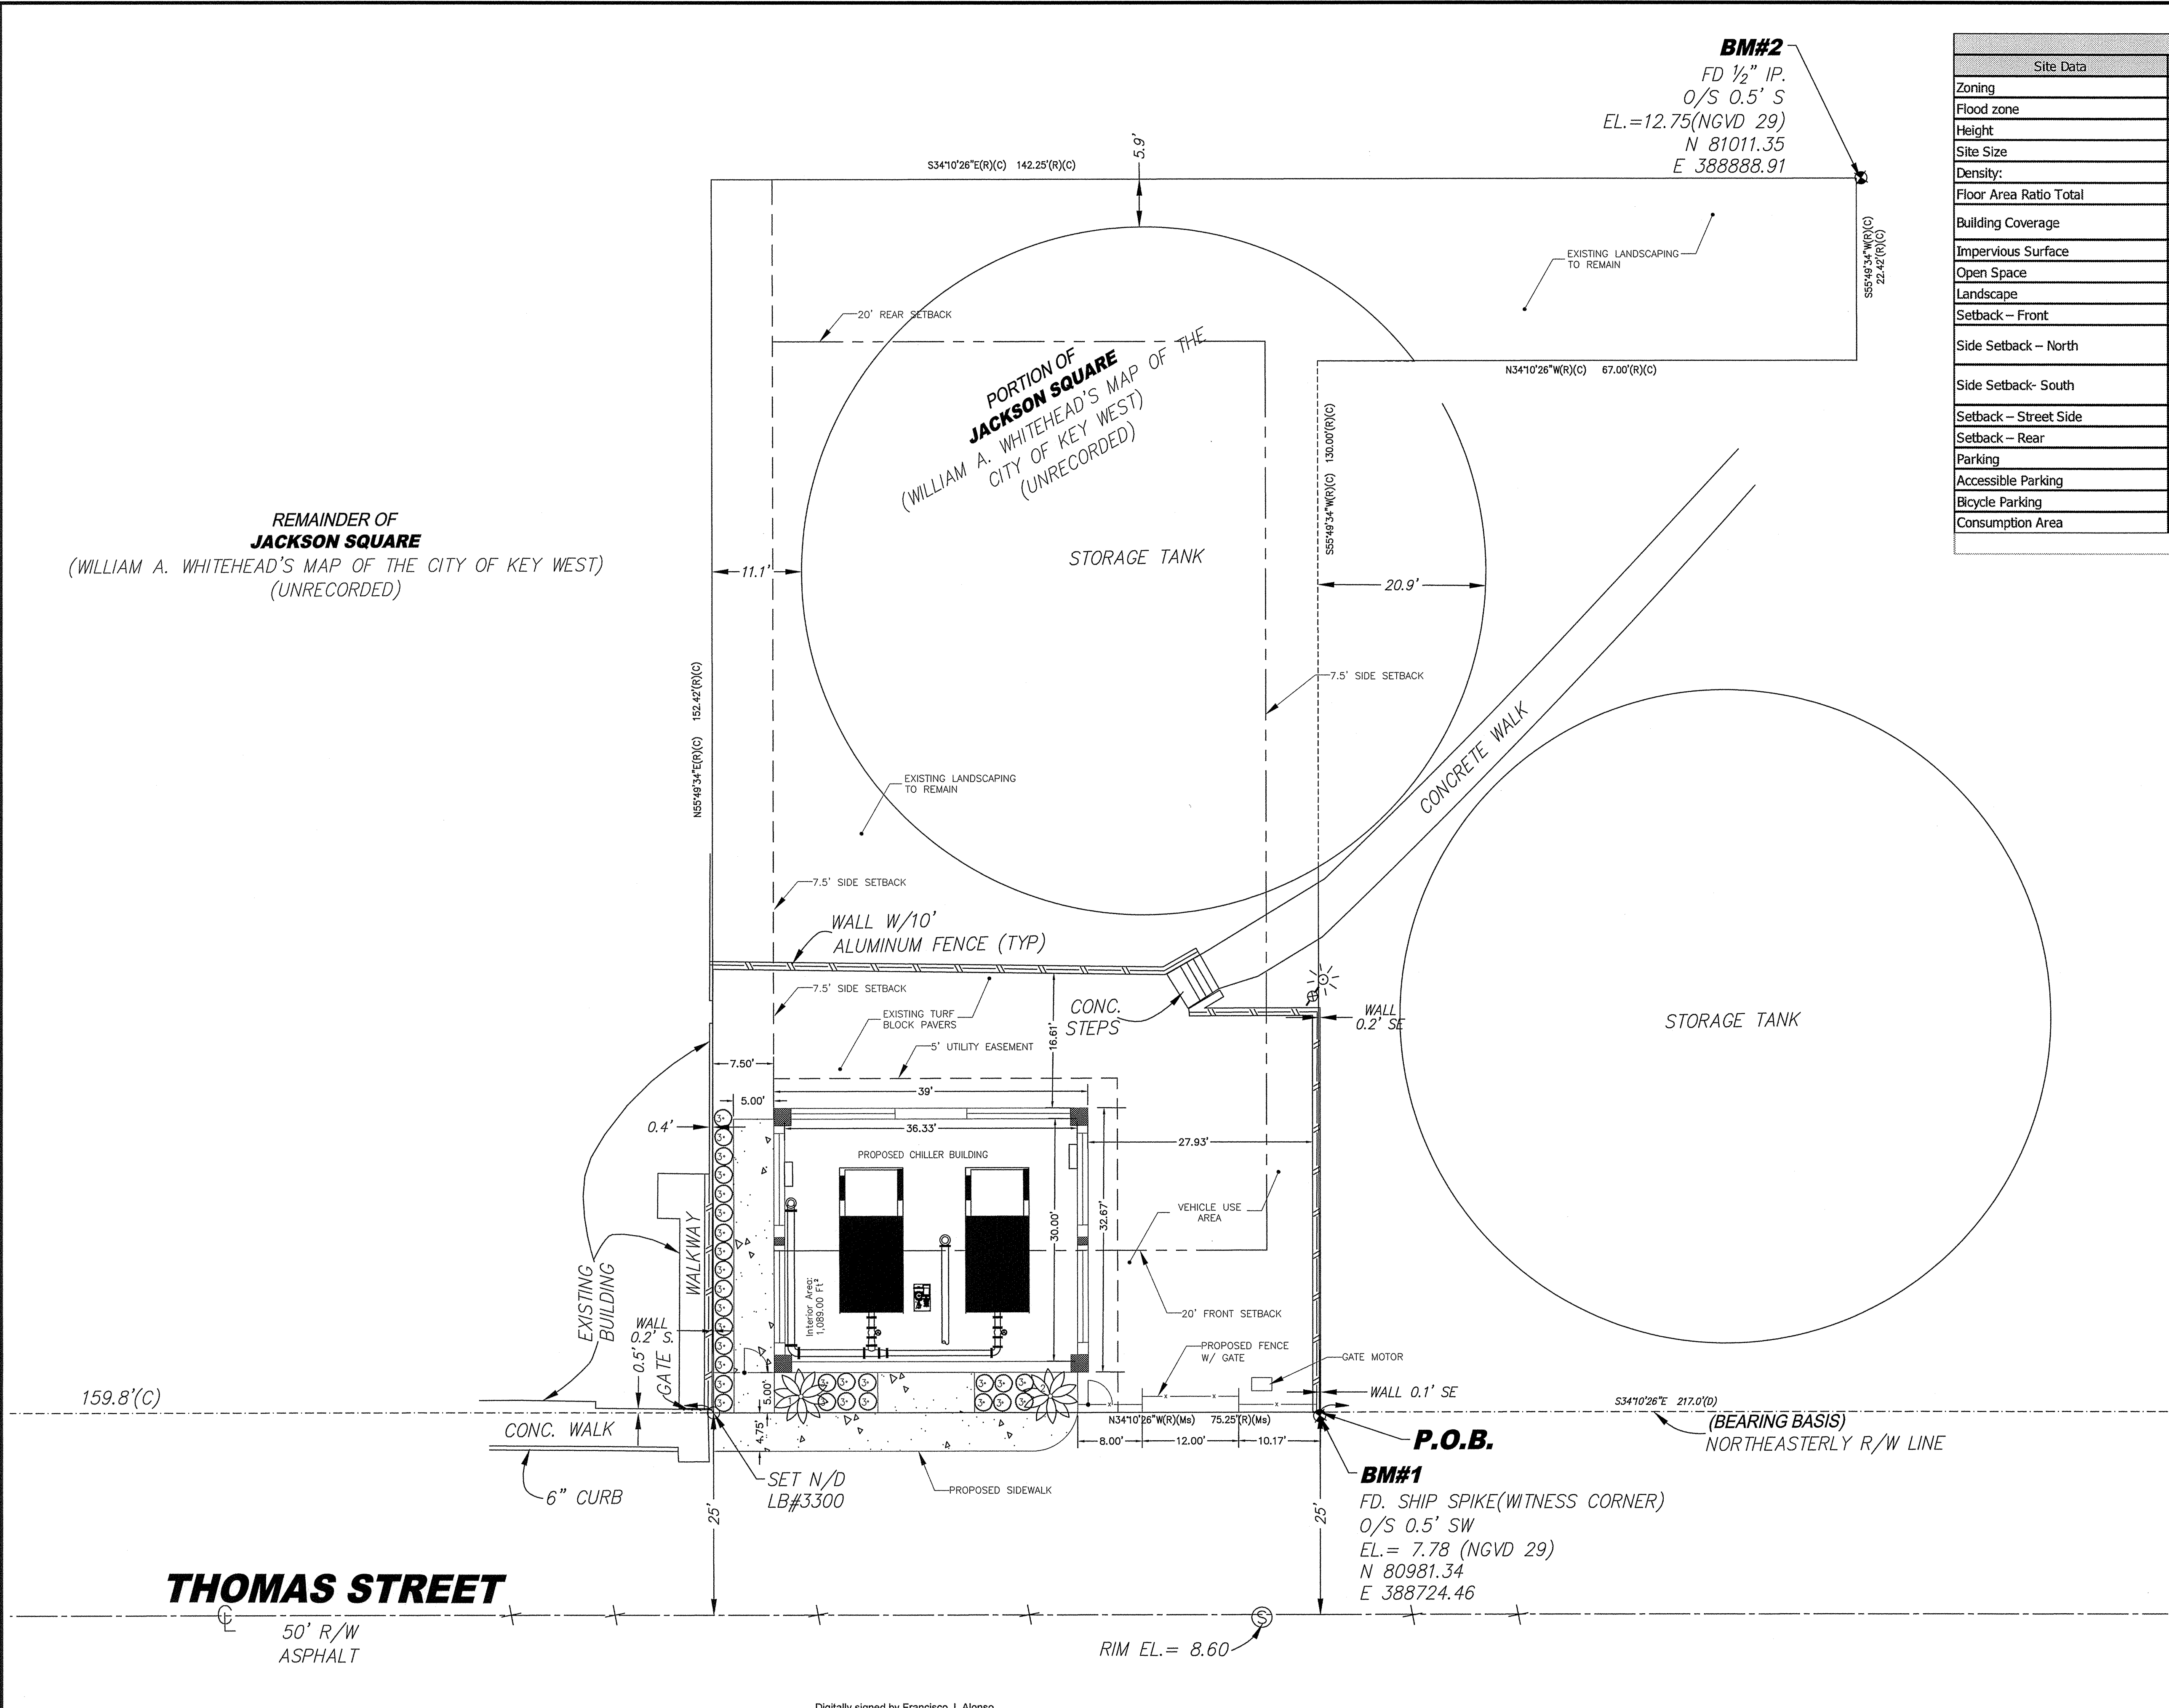 BM#2
FD ½" IP.
O/S 0.5' S
EL.=12.75(NGVD 29)
N 81011.35
E 388888.91
Site Data
Zoning
Flood zone
Height
Site Size
Density:
Floor Area Ratio Total
Building Coverage
Impervious Surface
Open Space
Landscape
Setback – Front
Side Setback – North
Side Setback- South
Setback – Street Side
Setback – Rear
Parking
Accessible Parking
Bicycle Parking
Consumption Area
S34°10'26"E(R)(C) 142.25'(R)(C)
5.9'
S55°49'34"W(R)(C)
22.42'(R)(C)
EXISTING LANDSCAPING
TO REMAIN
20' REAR SETBACK
PORTION OF
JACKSON SQUARE
(WILLIAM A. WHITEHEAD'S MAP OF THE
CITY OF KEY WEST)
(UNRECORDED)
N34°10'26"W(R)(C) 67.00'(R)(C)
S55°49'34"W(R)(C) 130.00'(R)(C)
REMAINDER OF
JACKSON SQUARE
(WILLIAM A. WHITEHEAD'S MAP OF THE CITY OF KEY WEST)
(UNRECORDED)
STORAGE TANK
11.1'
20.9'
7.5' SIDE SETBACK
N55°49'34"E(R)(C) 152.42'(R)(C)
CONCRETE WALK
EXISTING LANDSCAPING
TO REMAIN
7.5' SIDE SETBACK
WALL W/10'
ALUMINUM FENCE (TYP)
7.5' SIDE SETBACK
EXISTING TURF
BLOCK PAVERS
CONC.
STEPS
WALL
0.2' SE
STORAGE TANK
16.61'
5' UTILITY EASEMENT
7.50'
39'
5.00'
0.4'
36.33'
27.93'
PROPOSED CHILLER BUILDING
VEHICLE USE
AREA
30.00'
32.67'
WALKWAY
Interior Area:
1,089.00 Ft²
EXISTING
BUILDING
WALL
0.2' S.
20' FRONT SETBACK
PROPOSED FENCE
W/ GATE
GATE MOTOR
0.5'
GATE
5.00'
WALL 0.1' SE
159.8'(C)
S34°10'26"E 217.0'(D)
(BEARING BASIS)
NORTHEASTERLY R/W LINE
N34°10'26"W(R)(Ms) 75.25'(R)(Ms)
CONC. WALK
4.75'
8.00'
12.00'
10.17'
P.O.B.
BM#1
FD. SHIP SPIKE(WITNESS CORNER)
O/S 0.5' SW
EL.= 7.78 (NGVD 29)
N 80981.34
E 388724.46
SET N/D
LB#3300
6" CURB
PROPOSED SIDEWALK
25'
25'
THOMAS STREET
50' R/W
ASPHALT
S
RIM EL.= 8.60
Digitally signed by Francisco J. Alonso